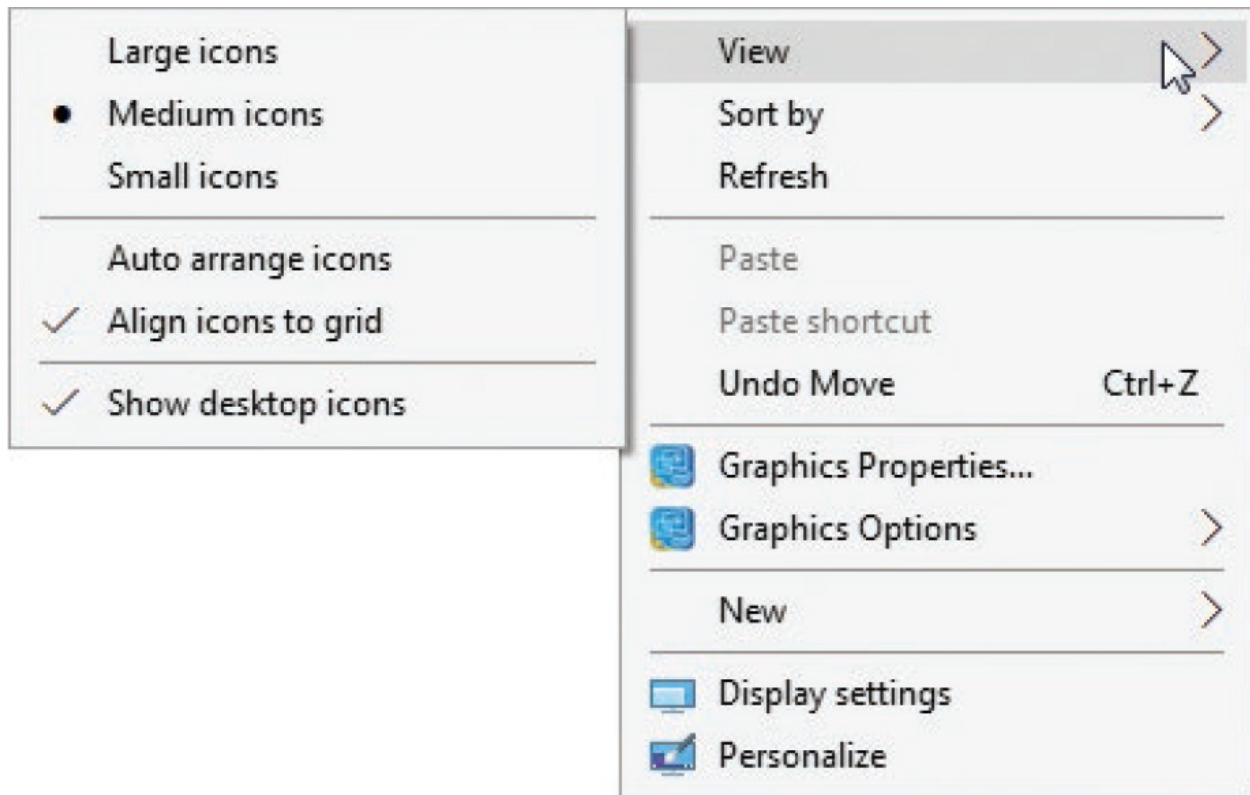 Large icons
Medium icons
Small icons
Auto arrange icons
Align icons to grid
Show desktop icons
View
Sort by
Refresh
Paste
Paste shortcut
Undo Move Ctrl+Z
Graphics Properties...
Graphics Options
New
Display settings
Personalize